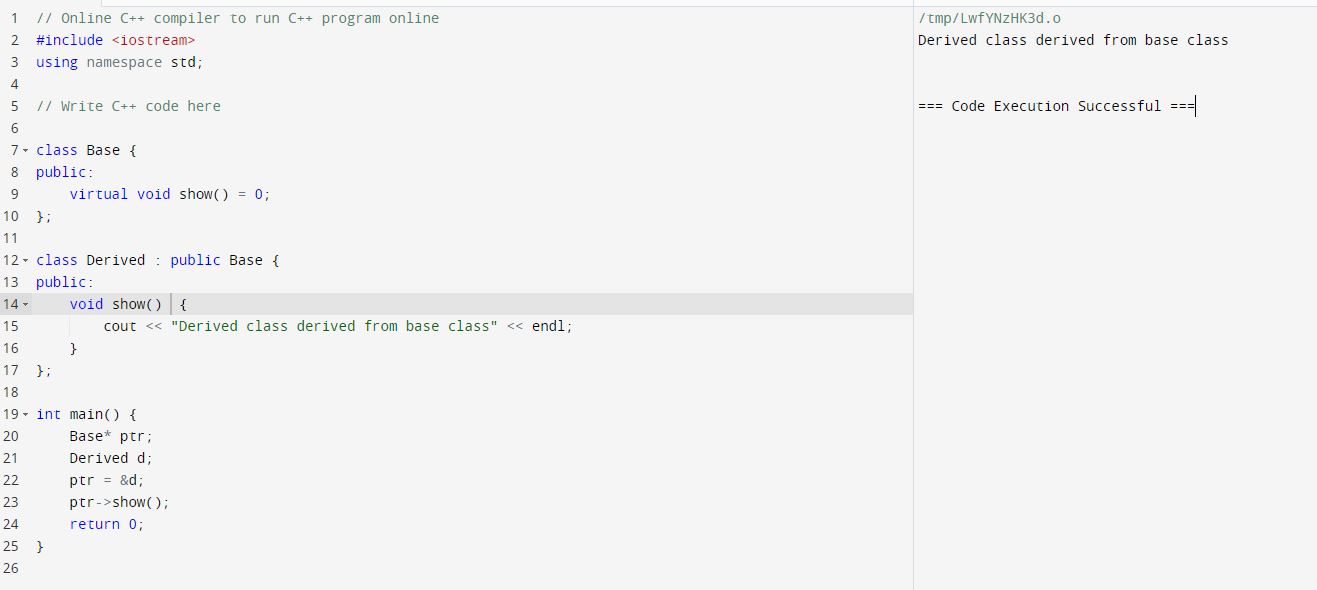 1 // Online C++ compiler to run C++ program online
2 #include <iostream>
3 using namespace std;
4
5 // Write C++ code here
6
7 class Base {
8 public:
9     virtual void show() = 0;
10 };
11
12 class Derived : public Base {
13 public:
14     void show()  {
15         cout << "Derived class derived from base class" << endl;
16     }
17 };
18
19 int main() {
20     Base* ptr;
21     Derived d;
22     ptr = &d;
23     ptr->show();
24     return 0;
25 }
26
/tmp/LwfYNzHK3d.o
Derived class derived from base class
=== Code Execution Successful ===